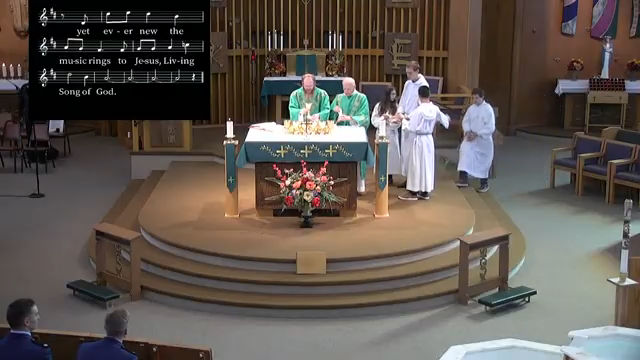 yet ev - er new the
mu-sic rings to Je-sus, Liv-ing
Song of God.